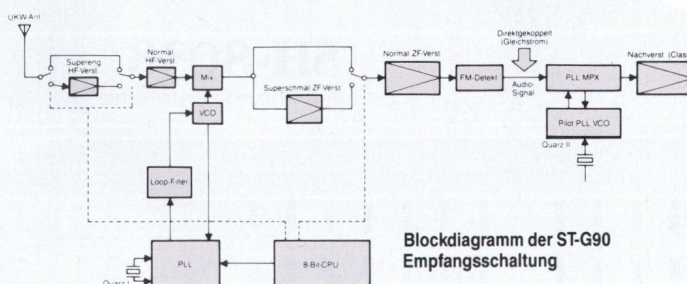 UKW-Ant
Supereng
HF-Verst
Normal
HF-Verst
Mix
VCO
Superschmal ZF-Verst
Normal ZF-Verst
FM-Detekt
Direktgekoppelt
(Gleichstrom)
Audio-
Signal
PLL MPX
Nachverst (Clas
Pilot PLL VCO
Quarz II
Loop-Filter
PLL
8-Bit-CPU
Quarz I
Blockdiagramm der ST-G90
Empfangsschaltung